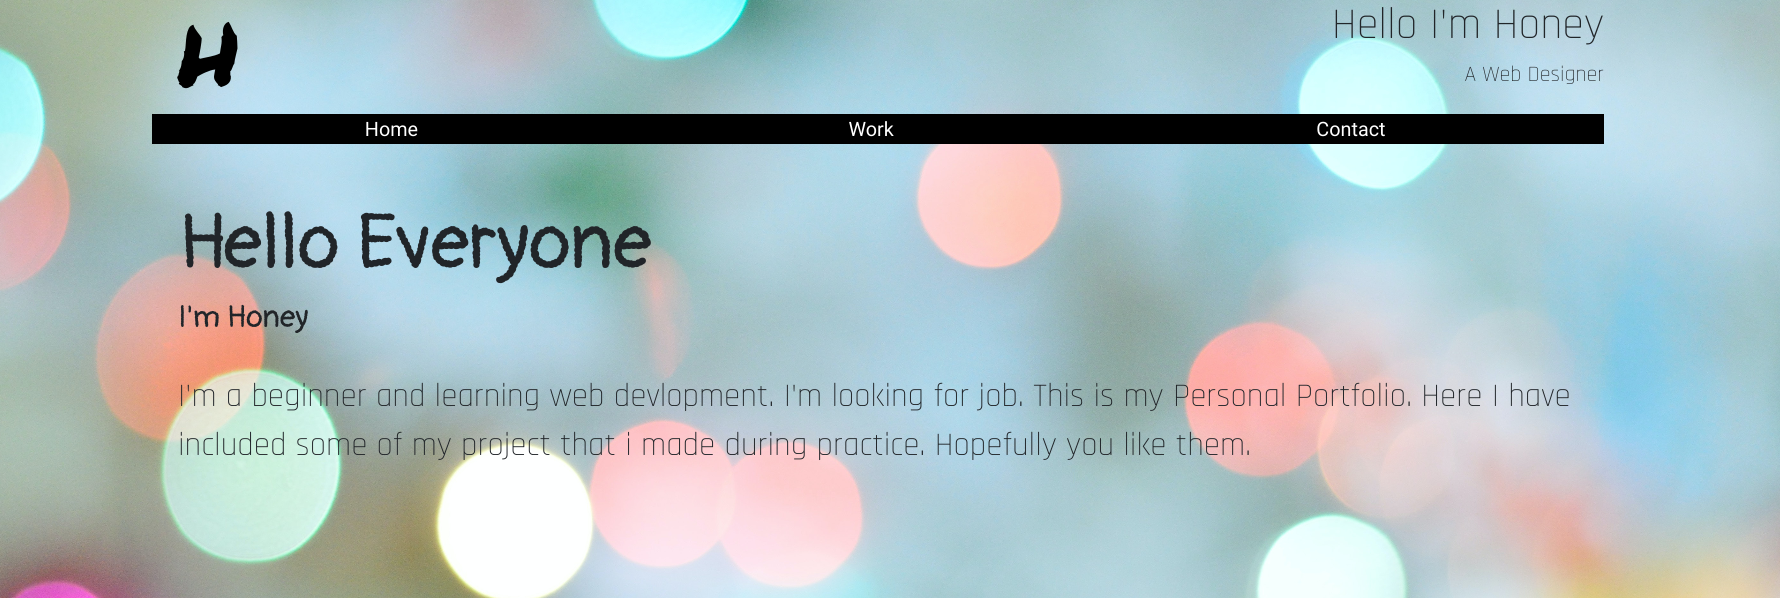 H
Hello I'm Honey
A Web Designer
Home Work Contact
Hello Everyone
I'm Honey
I'm a beginner and learning web devlopment. I'm looking for job. This is my Personal Portfolio. Here I have
included some of my project that i made during practice. Hopefully you like them.